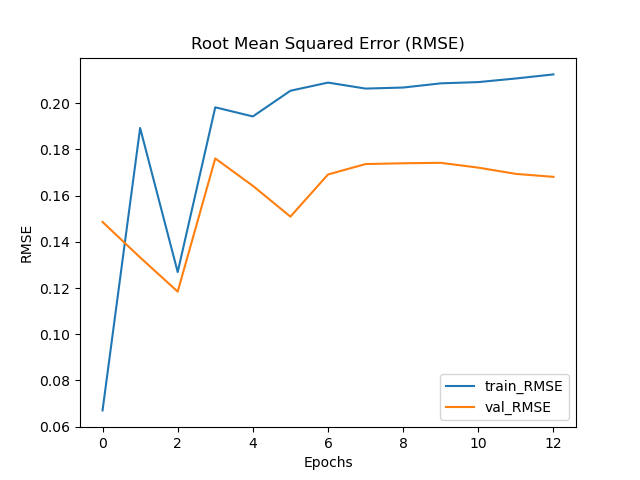 Root Mean Squared Error (RMSE)
RMSE
0.20
0.18
0.16
0.14
0.12
0.10
0.08
0.06
0 2 4 6 8 10 12
Epochs
train_RMSE
val_RMSE